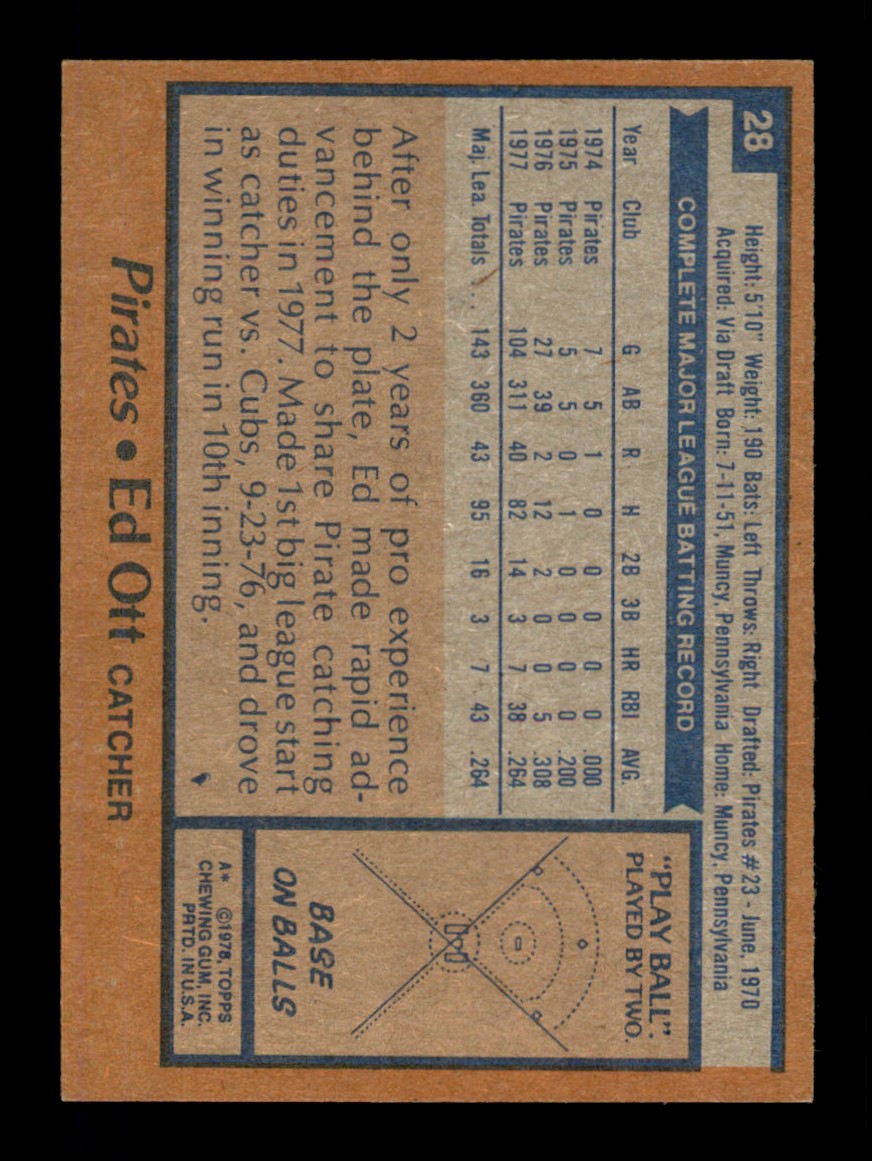 28
Height: 5'10" Weight: 190 Bats: Left Throws: Right Drafted: Pirates #23 - June, 1970
Acquired: Via Draft Born: 7-11-51, Muncy, Pennsylvania Home: Muncy, Pennsylvania
COMPLETE MAJOR LEAGUE BATTING RECORD
Year Club G AB R H 2B 3B HR RBI AVG.
1974 Pirates 7 5 1 0 0 0 0 0 .000
1975 Pirates 5 5 0 1 0 0 0 0 .200
1976 Pirates 27 39 2 12 2 0 0 5 .308
1977 Pirates 104 311 40 82 14 3 7 38 .264
Maj. Lea. Totals ... 143 360 43 95 16 3 7 43 .264
After only 2 years of pro experience
behind the plate, Ed made rapid ad-
vancement to share Pirate catching
duties in 1977. Made 1st big league start
as catcher vs. Cubs, 9-23-76, and drove
in winning run in 10th inning.
"PLAY BALL":
PLAYED BY TWO.
BASE
ON BALLS
A* ©1978, TOPPS
CHEWING GUM, INC.
PRTD. IN U.S.A.
Pirates • Ed Ott CATCHER